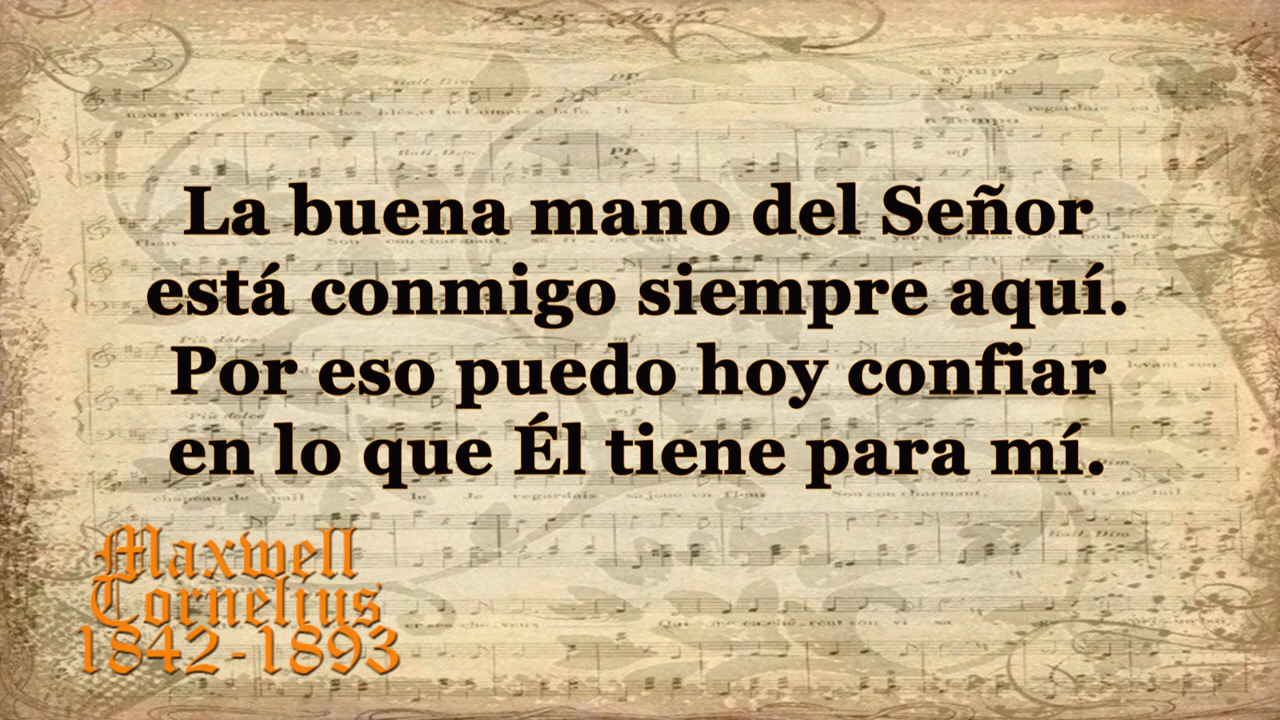 La buena mano del Señor
está conmigo siempre aquí.
Por eso puedo hoy confiar
en lo que Él tiene para mí.
Maxwell
Cornelius
1842-1893